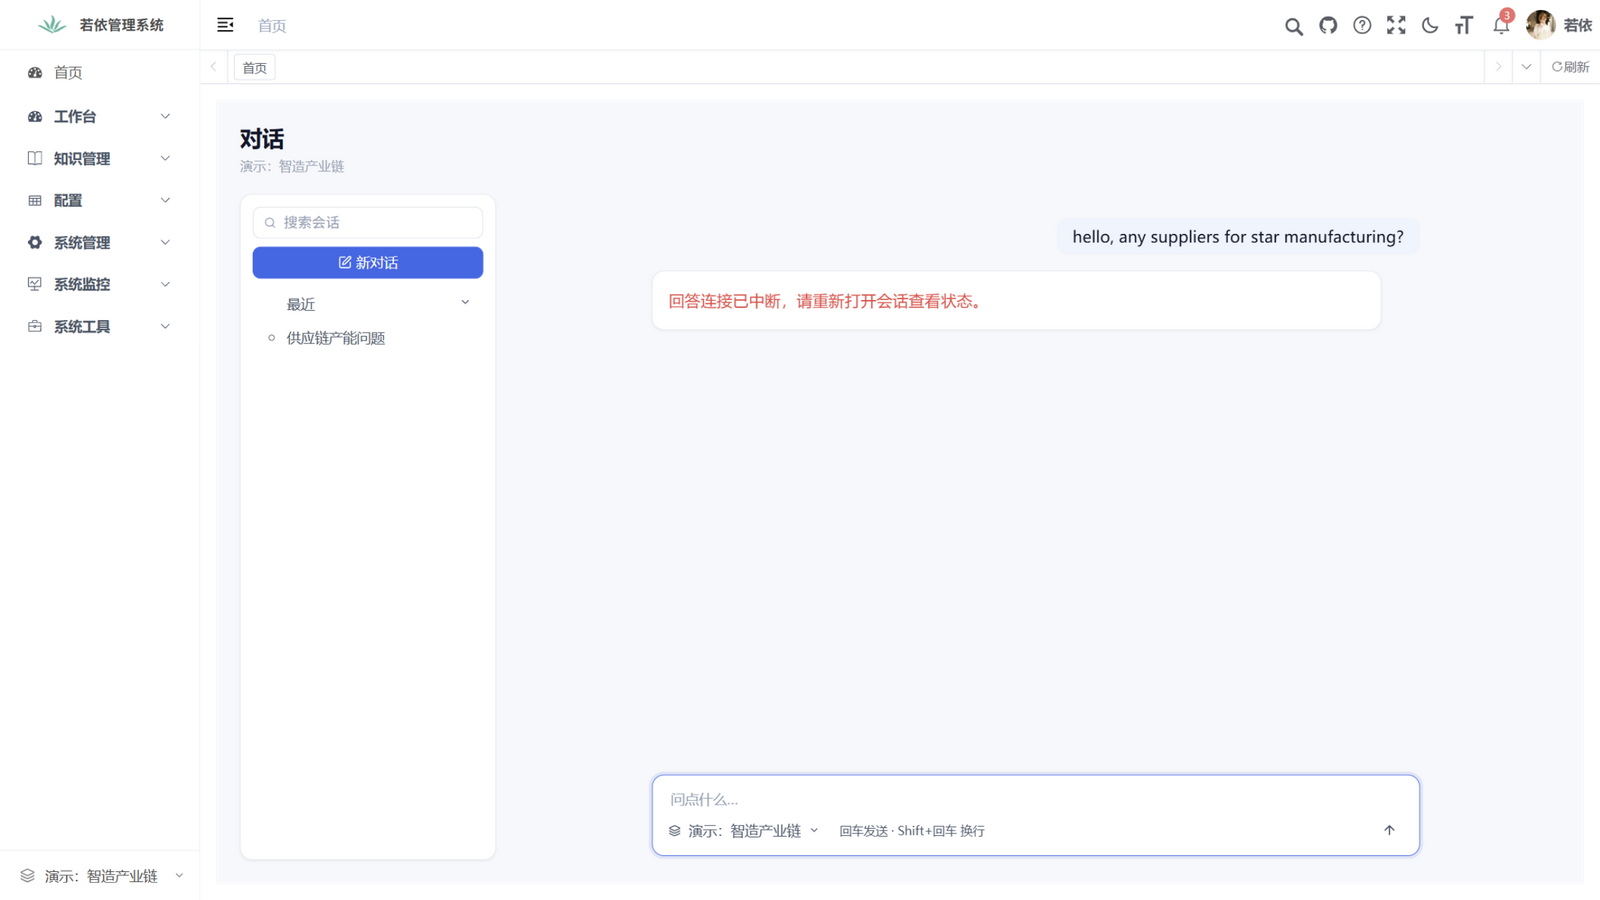 若依管理系统
首页
3
若依
首页
刷新
首页
工作台
知识管理
配置
系统管理
系统监控
系统工具
对话
演示：智造产业链
搜索会话
新对话
最近
供应链产能问题
hello, any suppliers for star manufacturing?
回答连接已中断，请重新打开会话查看状态。
问点什么...
演示：智造产业链
回车发送 · Shift+回车 换行
演示：智造产业链